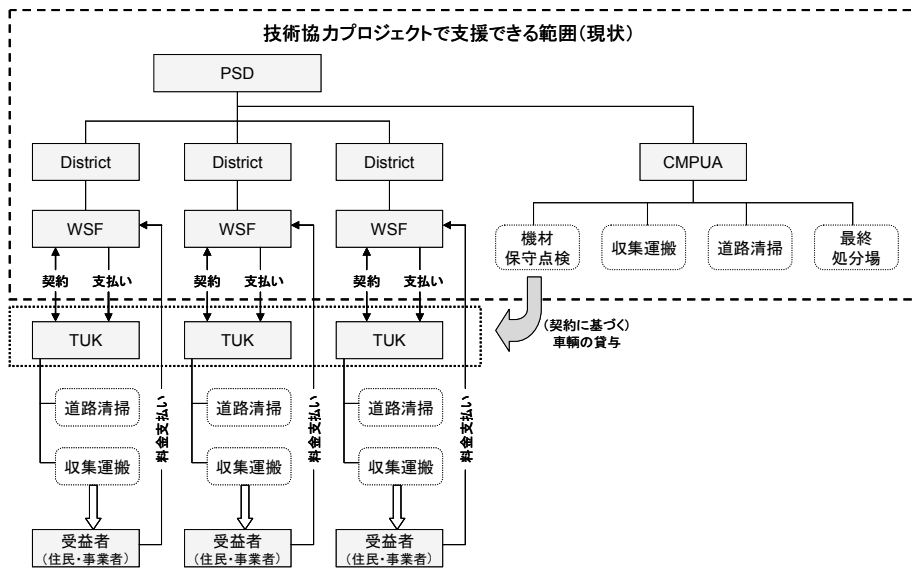 技術協力プロジェクトで支援できる範囲(現状)
PSD
District
District
District
CMPUA
WSF
WSF
WSF
機材
保守点検
収集運搬
道路清掃
最終
処分場
契約
支払い
契約
支払い
契約
支払い
(契約に基づく)
車輌の貸与
TUK
TUK
TUK
道路清掃
道路清掃
道路清掃
料金支払い
料金支払い
料金支払い
収集運搬
収集運搬
収集運搬
受益者
(住民・事業者)
受益者
(住民・事業者)
受益者
(住民・事業者)